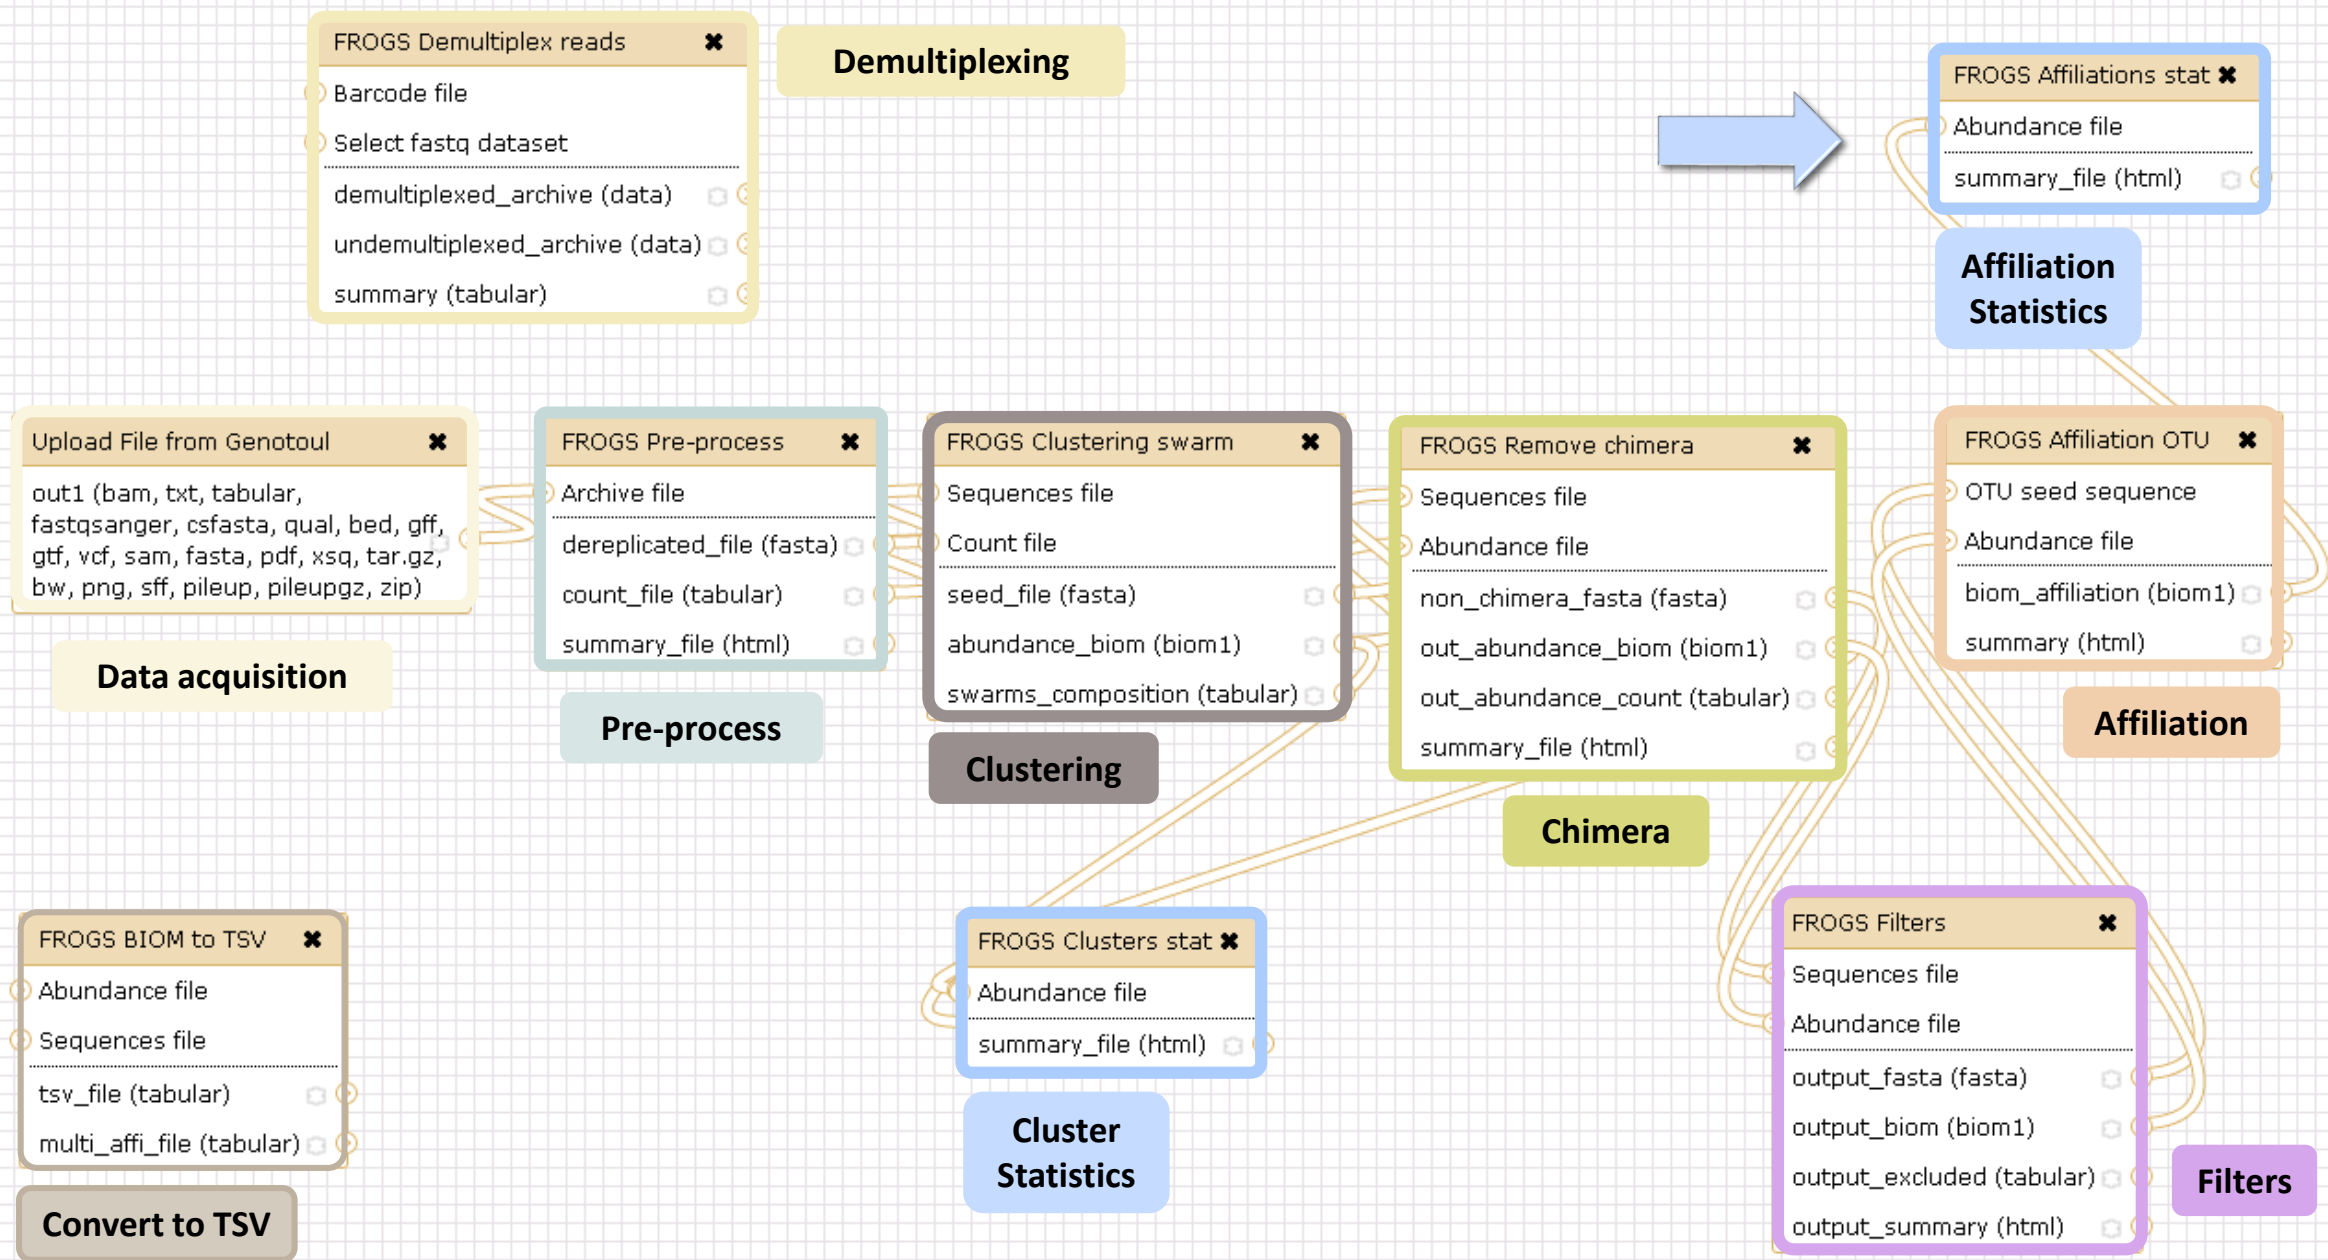 FROGS Demultiplex reads ✖
Barcode file
Select fastq dataset
demultiplexed_archive (data)
undemultiplexed_archive (data)
summary (tabular)
Demultiplexing
FROGS Affiliations stat ✖
Abundance file
summary_file (html)
Affiliation
Statistics
Upload File from Genotoul ✖
out1 (bam, txt, tabular,
fastqsanger, csfasta, qual, bed, gff,
gtf, vcf, sam, fasta, pdf, xsq, tar.gz,
bw, png, sff, pileup, pileupgz, zip)
Data acquisition
FROGS Pre-process ✖
Archive file
dereplicated_file (fasta)
count_file (tabular)
summary_file (html)
Pre-process
FROGS Clustering swarm ✖
Sequences file
Count file
seed_file (fasta)
abundance_biom (biom1)
swarms_composition (tabular)
Clustering
FROGS Remove chimera ✖
Sequences file
Abundance file
non_chimera_fasta (fasta)
out_abundance_biom (biom1)
out_abundance_count (tabular)
summary_file (html)
Chimera
FROGS Affiliation OTU ✖
OTU seed sequence
Abundance file
biom_affiliation (biom1)
summary (html)
Affiliation
FROGS BIOM to TSV ✖
Abundance file
Sequences file
tsv_file (tabular)
multi_affi_file (tabular)
Convert to TSV
FROGS Clusters stat ✖
Abundance file
summary_file (html)
Cluster
Statistics
FROGS Filters ✖
Sequences file
Abundance file
output_fasta (fasta)
output_biom (biom1)
output_excluded (tabular)
output_summary (html)
Filters